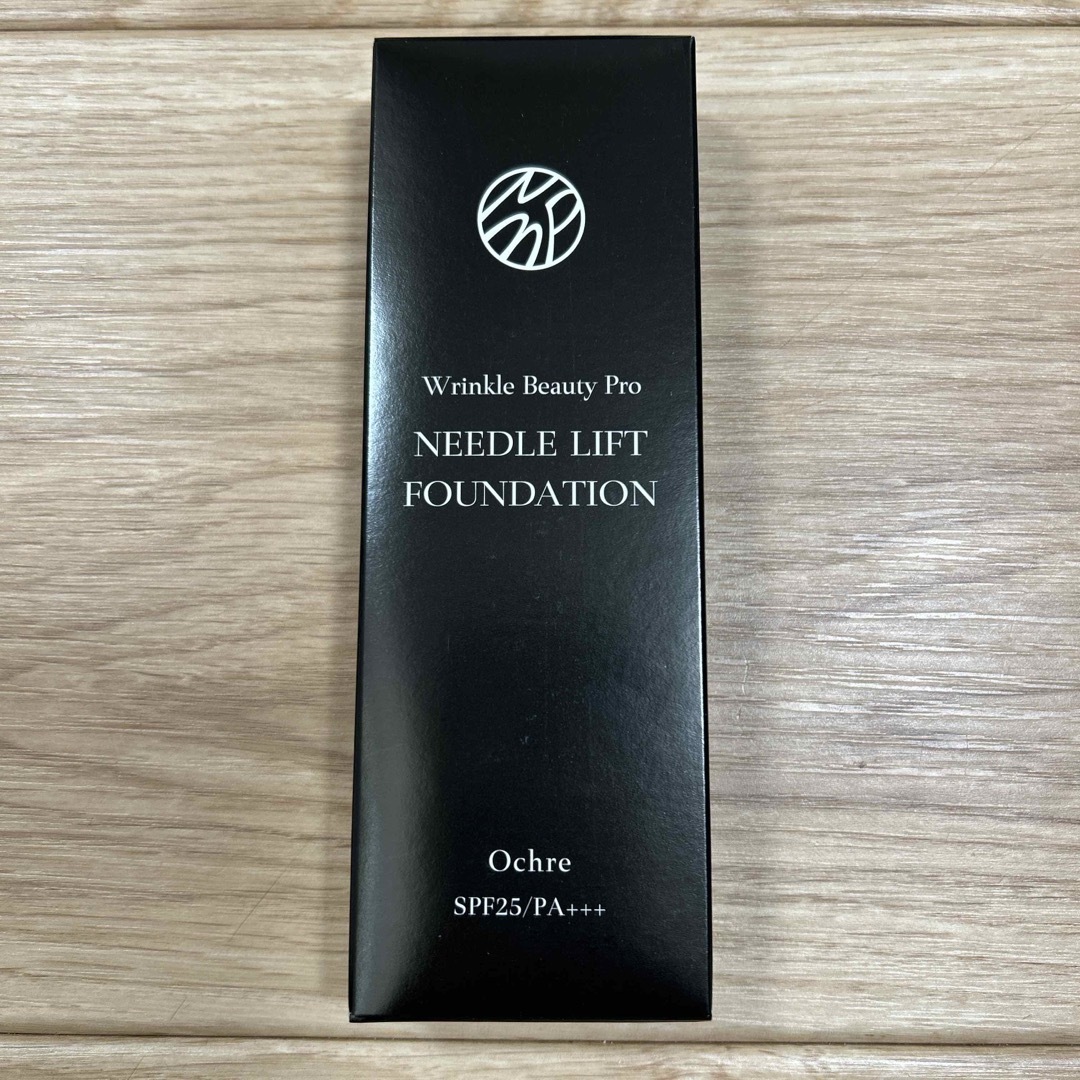 Wrinkle Beauty Pro
NEEDLE LIFT
FOUNDATION
Ochre
SPF25/PA+++